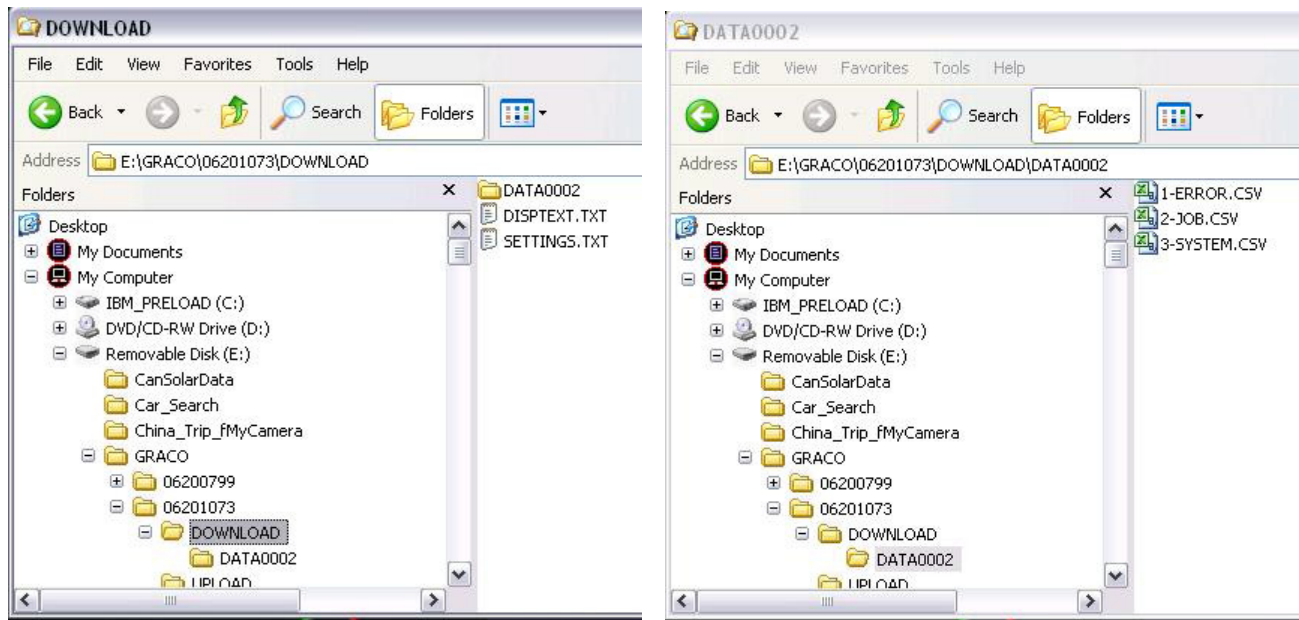 DOWNLOAD
File Edit View Favorites Tools Help
Back Search Folders
Address E:\GRACO\06201073\DOWNLOAD
Folders x
Desktop
My Documents
My Computer
IBM_PRELOAD (C:)
DVD/CD-RW Drive (D:)
Removable Disk (E:)
CanSolarData
Car_Search
China_Trip_fMyCamera
GRACO
06200799
06201073
DOWNLOAD
DATA0002
UPLOAD
DATA0002
DISPTEXT.TXT
SETTINGS.TXT
DATA0002
File Edit View Favorites Tools Help
Back Search Folders
Address E:\GRACO\06201073\DOWNLOAD\DATA0002
Folders x
Desktop
My Documents
My Computer
IBM_PRELOAD (C:)
DVD/CD-RW Drive (D:)
Removable Disk (E:)
CanSolarData
Car_Search
China_Trip_fMyCamera
GRACO
06200799
06201073
DOWNLOAD
DATA0002
UPLOAD
1-ERROR.CSV
2-JOB.CSV
3-SYSTEM.CSV